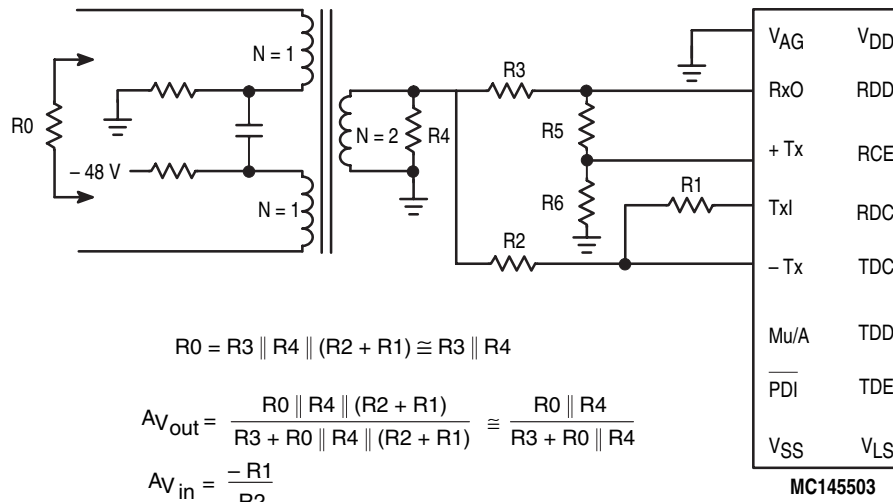 N = 1
R0
– 48 V
N = 1
N = 2
R4
R3
R5
R6
R1
R2
VAG VDD
RxO RDD
+ Tx RCE
TxI RDC
– Tx TDC
Mu/A TDD
PDI TDE
VSS VLS
MC145503
R0 = R3 || R4 || (R2 + R1) ≅ R3 || R4
AVout = R0 || R4 || (R2 + R1) / R3 + R0 || R4 || (R2 + R1) ≅ R0 || R4 / R3 + R0 || R4
AVin = – R1 / R2